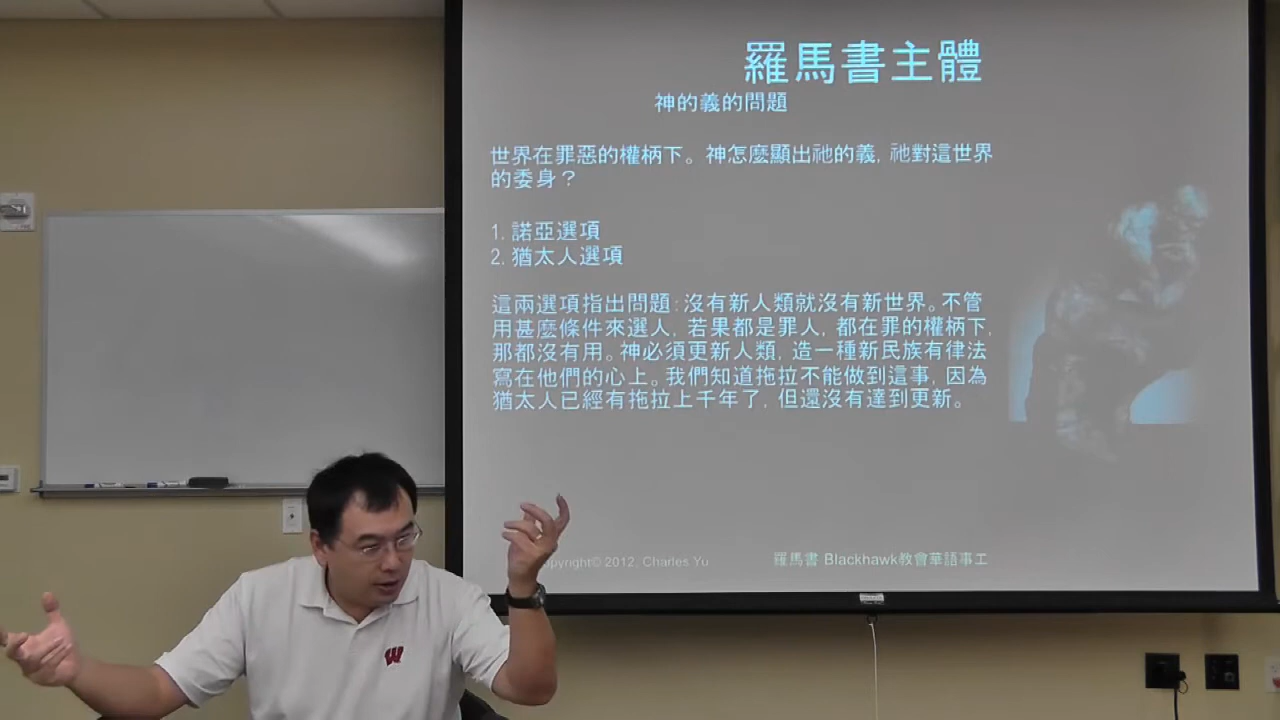 羅馬書主體
神的義的問題
世界在罪惡的權柄下。神怎麼顯出祂的義, 祂對這世界
的委身？
1. 諾亞選項
2. 猶太人選項
這兩選項指出問題: 沒有新人類就沒有新世界。不管
用甚麼條件來選人, 若果都是罪人, 都在罪的權柄下,
那都沒有用。神必須更新人類, 造一種新民族有律法
寫在他們的心上。我們知道拖拉不能做到這事, 因為
猶太人已經有拖拉上千年了, 但還沒有達到更新。
pyright© 2012, Charles Yu
羅馬書 Blackhawk教會華語事工
W